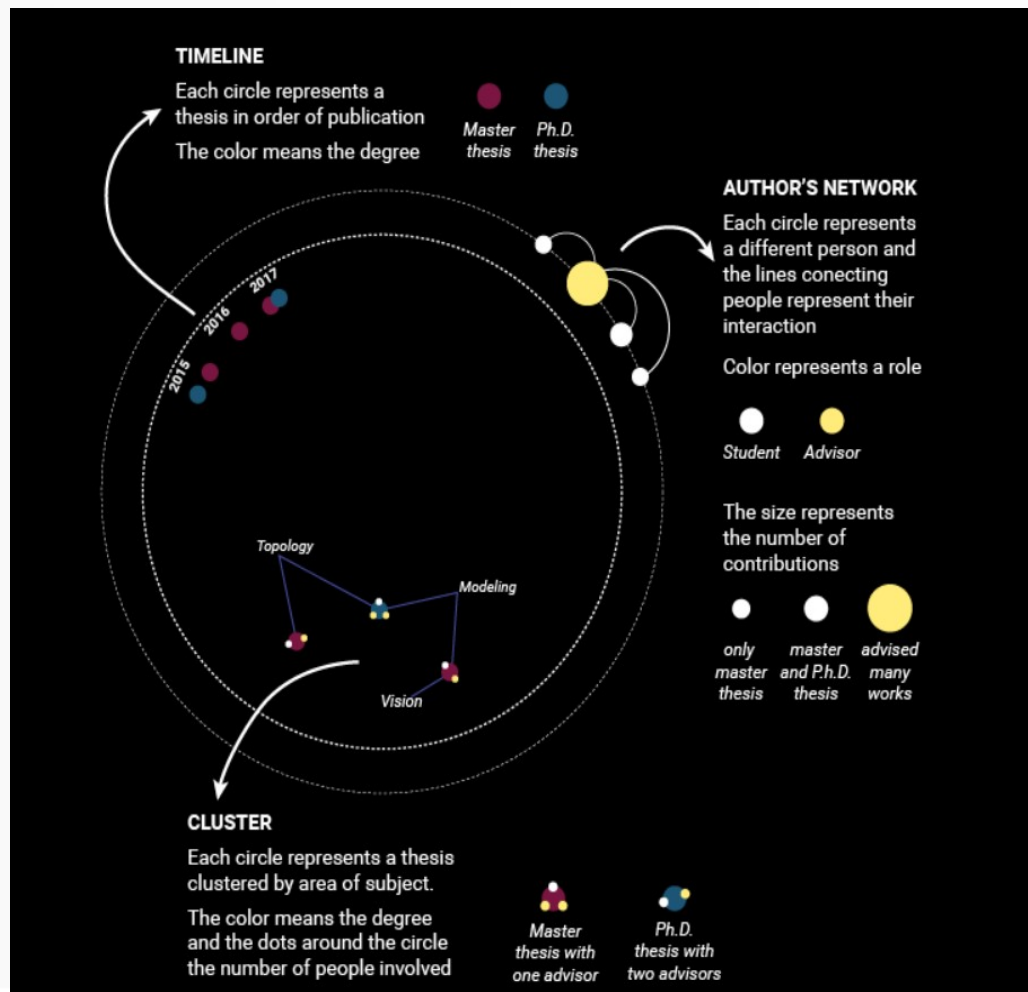 TIMELINE
Each circle represents a
thesis in order of publication
The color means the degree
Master
thesis
Ph.D.
thesis
AUTHOR'S NETWORK
Each circle represents
a different person and
the lines conecting
people represent their
interaction
Color represents a role
Student
Advisor
The size represents
the number of
contributions
only
master
thesis
master
and P.h.D.
thesis
advised
many
works
2017
2016
2015
Topology
Modeling
Vision
CLUSTER
Each circle represents a thesis
clustered by area of subject.
The color means the degree
and the dots around the circle
the number of people involved
Master
thesis with
one advisor
Ph.D.
thesis with
two advisors